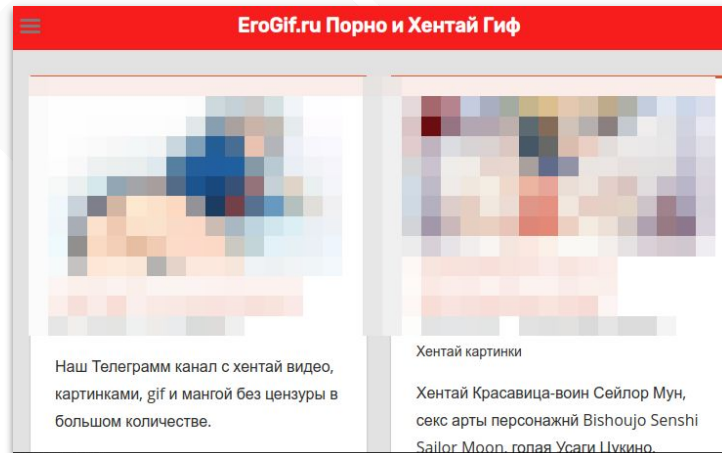 EroGif.ru Порно и Хентай Гиф
Наш Телеграмм канал с хентай видео,
картинками, gif и мангой без цензуры в
большом количестве.
Хентай картинки
Хентай Красавица-воин Сейлор Мун,
секс арты персонажнй Bishoujo Senshi
Sailor Moon, голая Усаги Цукино,